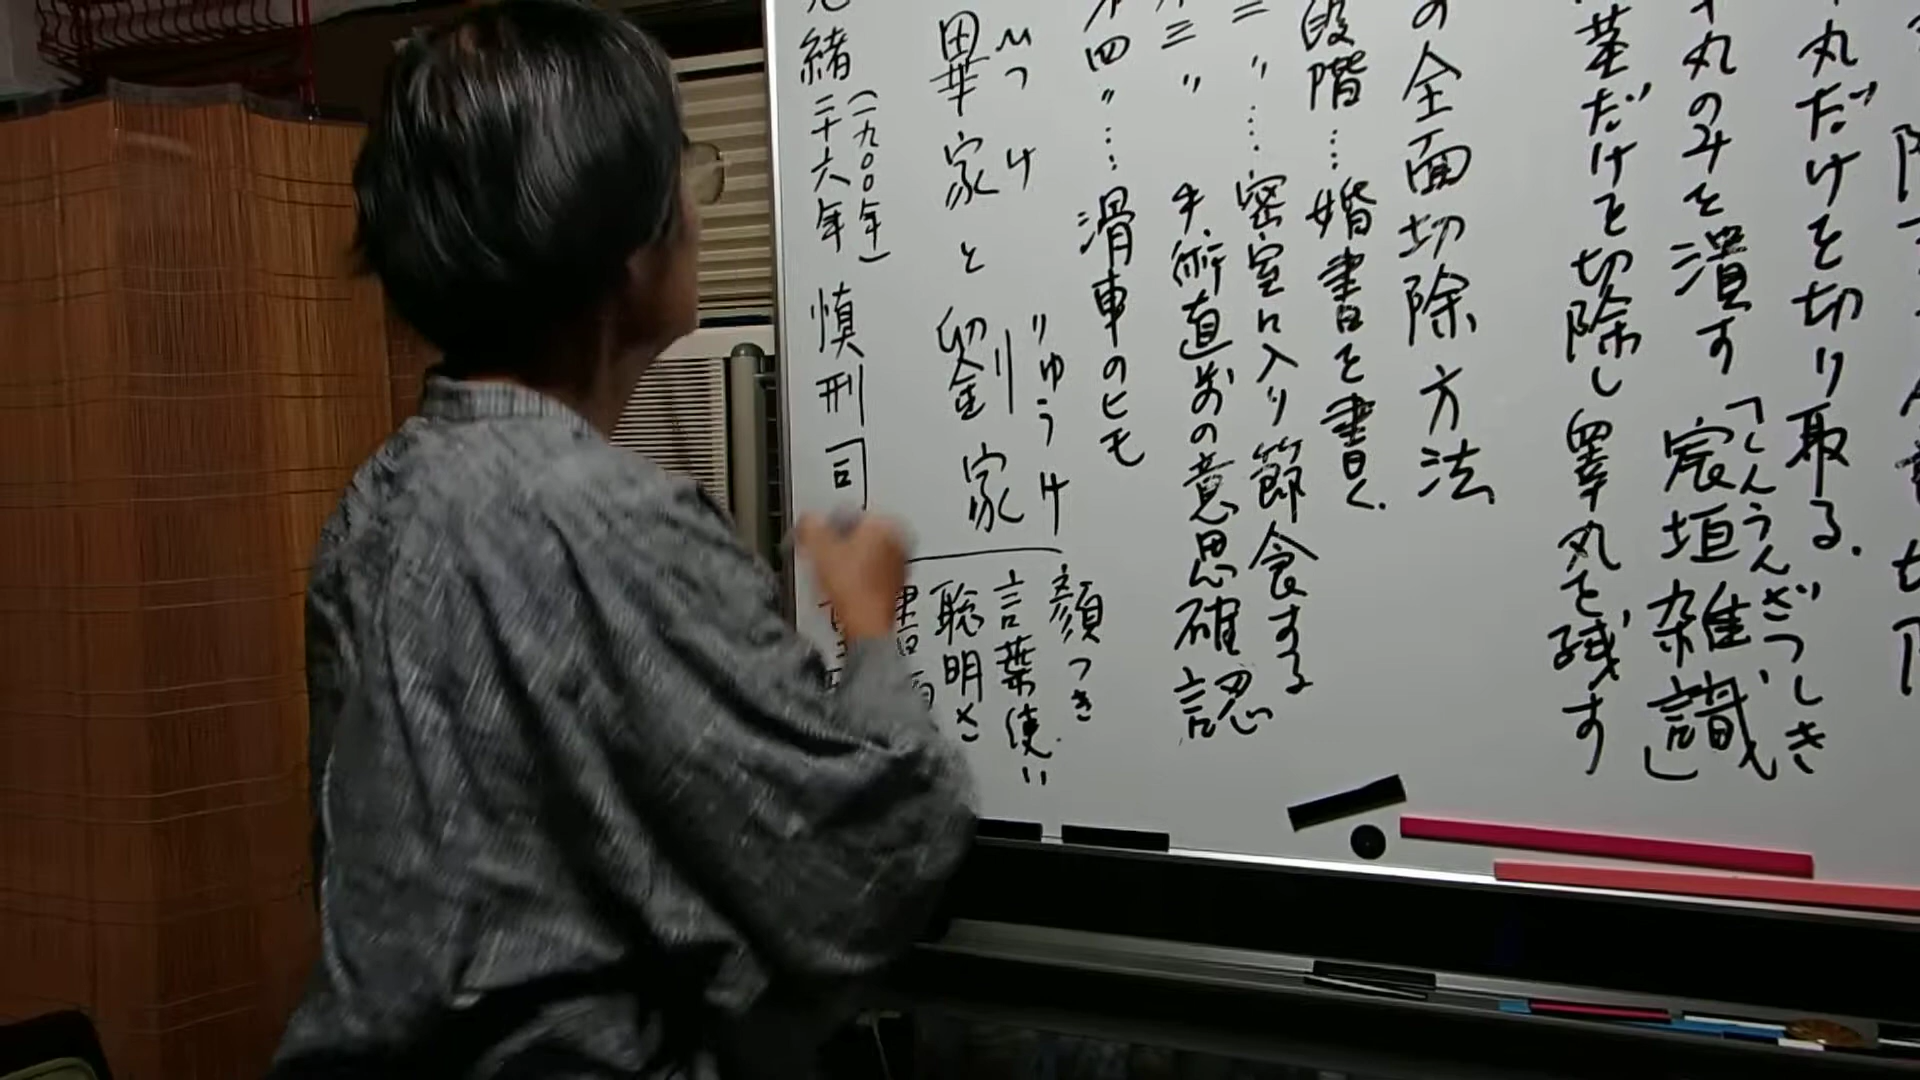 丸だけを切り取る.
丸のみを潰す「宸垣雑識」
しんうんざつしき
茎だけを切除し睾丸を残す
の全面切除方法
段階…婚書を書く.
二〃…密室に入り節食する
三〃 手術直前の意思確認
四〃…滑車のヒモ
畢家と劉家
ひつけ
りゅうけ
顔つき
言葉使い
聡明さ
光緒二十六年(一九〇〇年)慎刑司